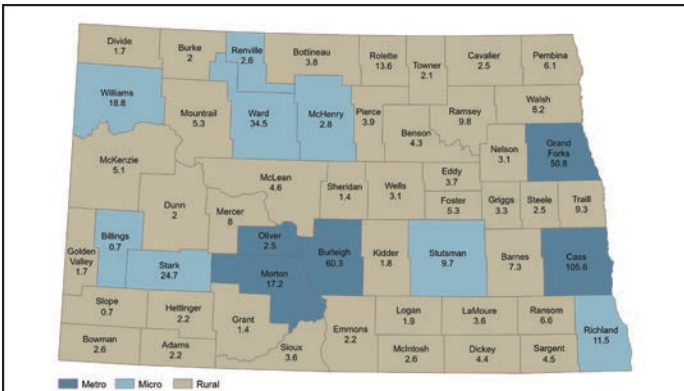 Divide
1.7
Burke
2
Renville
2.6
Bottineau
3.8
Rolette
13.6
Towner
2.1
Cavalier
2.5
Pembina
6.1
Williams
18.8
Mountrail
5.3
Ward
34.5
McHenry
2.8
Pierce
3.9
Benson
4.3
Ramsey
9.8
Walsh
8.2
Nelson
3.1
Grand
Forks
50.8
McKenzie
5.1
Dunn
2
Mercer
8
McLean
4.6
Sheridan
1.4
Wells
3.1
Eddy
3.7
Foster
5.3
Griggs
3.3
Steele
2.5
Traill
9.3
Golden
Valley
1.7
Billings
0.7
Stark
24.7
Oliver
2.5
Morton
17.2
Burleigh
60.3
Kidder
1.8
Stutsman
9.7
Barnes
7.3
Cass
105.6
Slope
0.7
Hettinger
2.2
Grant
1.4
Bowman
2.6
Adams
2.2
Sioux
3.6
Emmons
2.2
Logan
1.9
LaMoure
3.6
Ransom
6.6
Richland
11.5
McIntosh
2.6
Dickey
4.4
Sargent
4.5
Metro Micro Rural